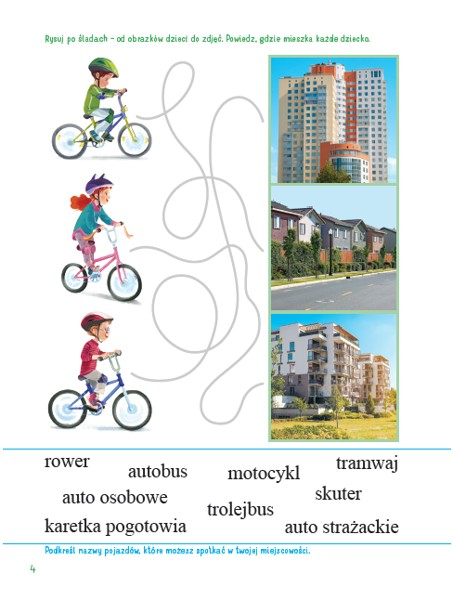 Rysuj po śladach – od obrazków dzieci do zdjęć. Powiedz, gdzie mieszka każde dziecko.
rower autobus motocykl tramwaj
auto osobowe trolejbus skuter
karetka pogotowia auto strażackie
Podkreśl nazwy pojazdów, które możesz spotkać w twojej miejscowości.
4